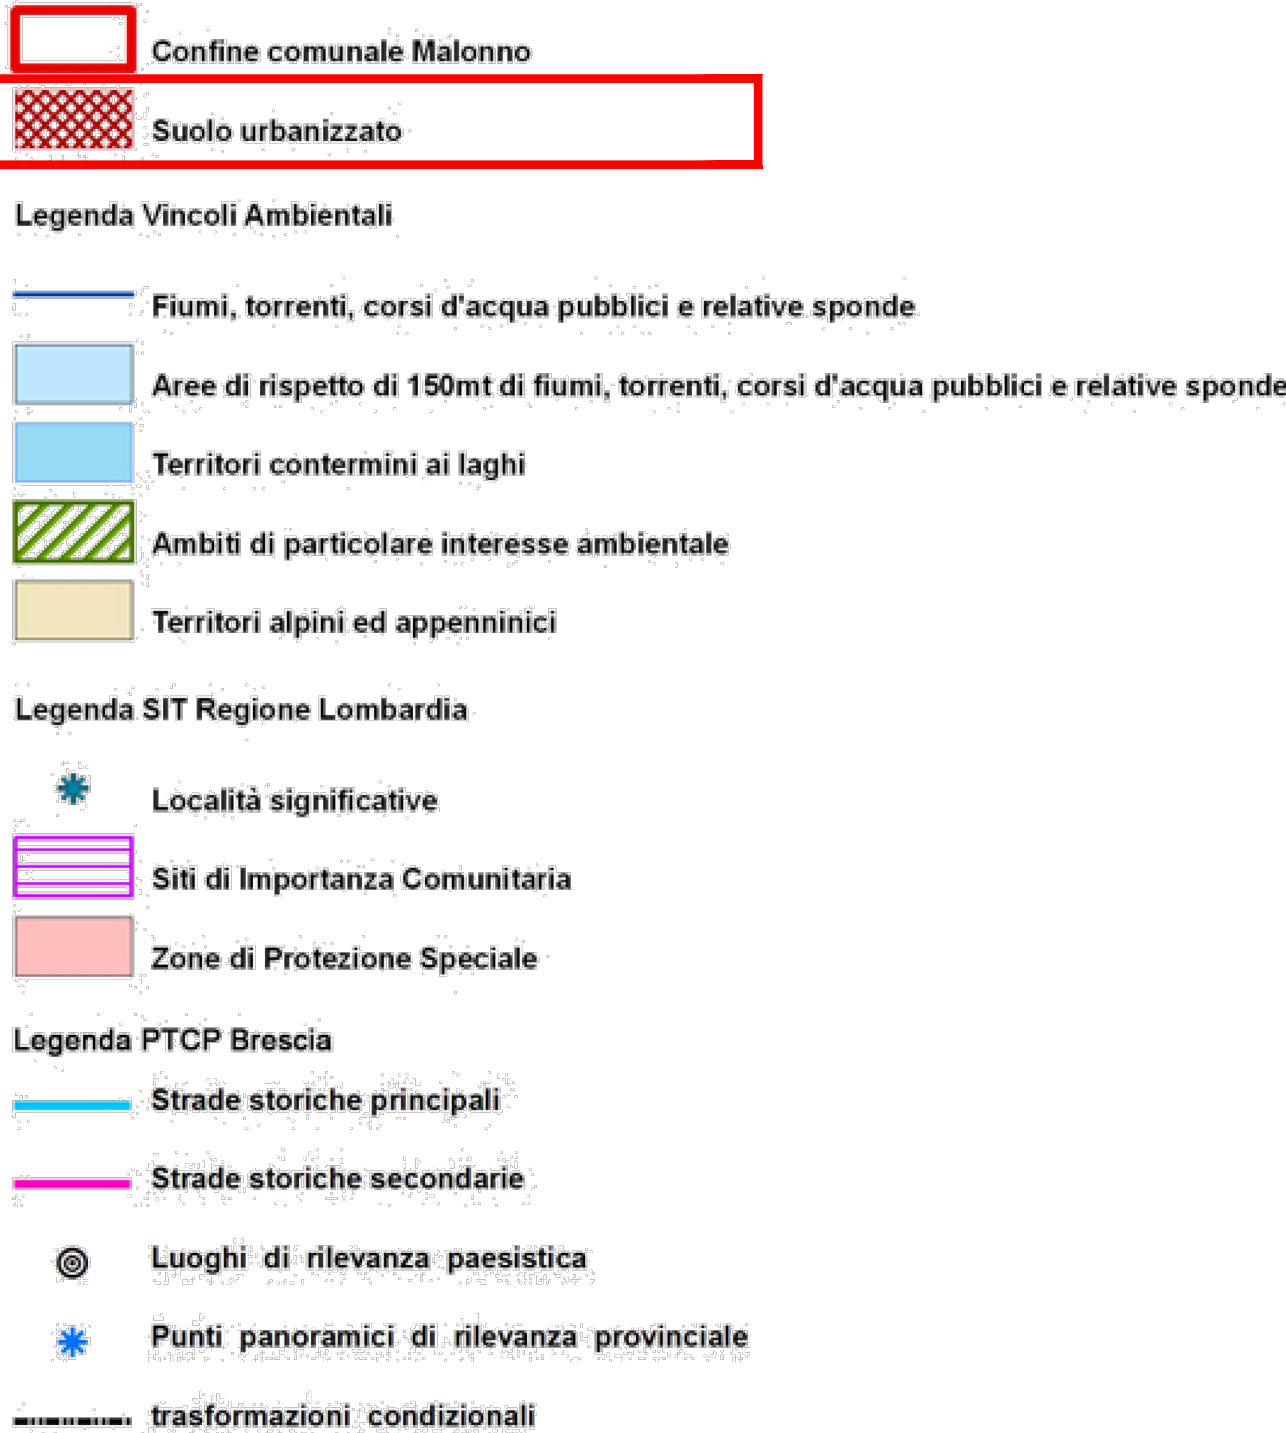 Confine comunale Malonno
Suolo urbanizzato
Legenda Vincoli Ambientali
Fiumi, torrenti, corsi d'acqua pubblici e relative sponde
Aree di rispetto di 150mt di fiumi, torrenti, corsi d'acqua pubblici e relative sponde
Territori contermini ai laghi
Ambiti di particolare interesse ambientale
Territori alpini ed appenninici
Legenda SIT Regione Lombardia
Località significative
Siti di Importanza Comunitaria
Zone di Protezione Speciale
Legenda PTCP Brescia
Strade storiche principali
Strade storiche secondarie
Luoghi di rilevanza paesistica
Punti panoramici di rilevanza provinciale
trasformazioni condizionali